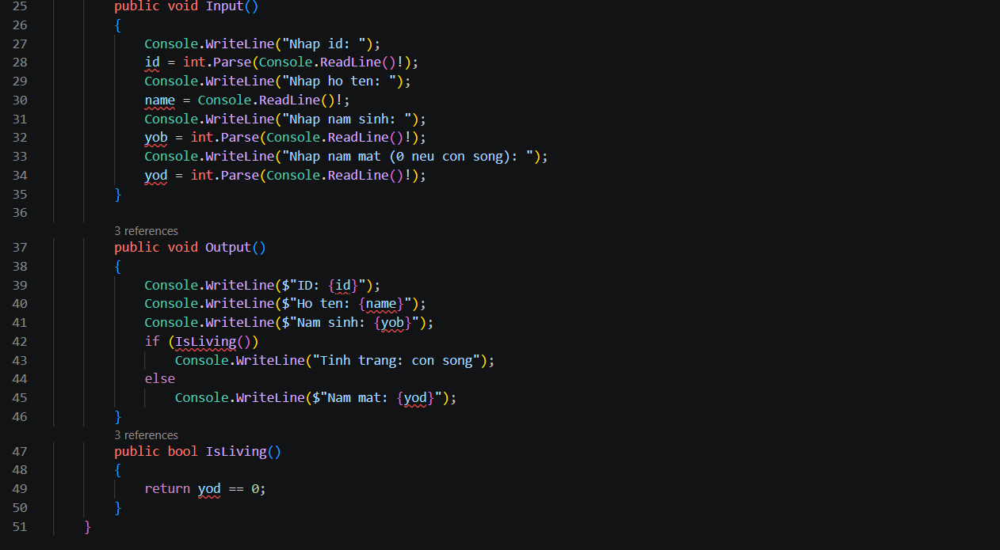 25 public void Input()
26 {
27 Console.WriteLine("Nhap id: ");
28 id = int.Parse(Console.ReadLine()!);
29 Console.WriteLine("Nhap ho ten: ");
30 name = Console.ReadLine()!;
31 Console.WriteLine("Nhap nam sinh: ");
32 yob = int.Parse(Console.ReadLine()!);
33 Console.WriteLine("Nhap nam mat (0 neu con song): ");
34 yod = int.Parse(Console.ReadLine()!);
35 }
36
3 references
37 public void Output()
38 {
39 Console.WriteLine($"ID: {id}");
40 Console.WriteLine($"Ho ten: {name}");
41 Console.WriteLine($"Nam sinh: {yob}");
42 if (IsLiving())
43 Console.WriteLine("Tinh trang: con song");
44 else
45 Console.WriteLine($"Nam mat: {yod}");
46 }
3 references
47 public bool IsLiving()
48 {
49 return yod == 0;
50 }
51 }